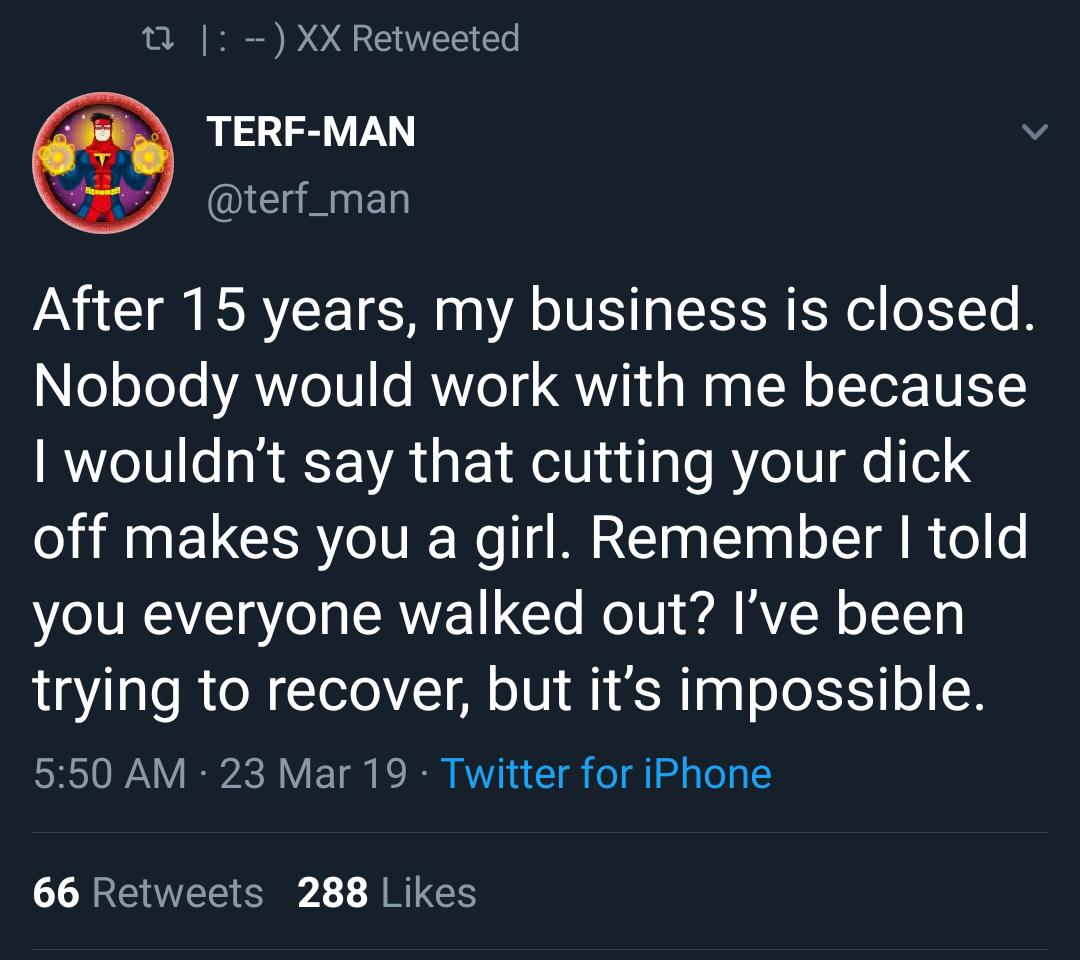 |: --) XX Retweeted
TERF-MAN
@terf_man
After 15 years, my business is closed.
Nobody would work with me because
I wouldn’t say that cutting your dick
off makes you a girl. Remember I told
you everyone walked out? I’ve been
trying to recover, but it’s impossible.
5:50 AM · 23 Mar 19 · Twitter for iPhone
66 Retweets 288 Likes